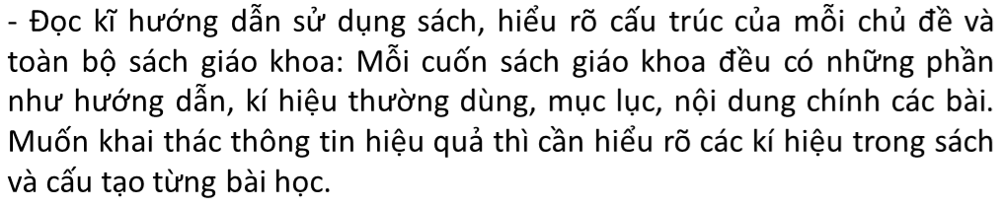 - Đọc kĩ hướng dẫn sử dụng sách, hiểu rõ cấu trúc của mỗi chủ đề và
toàn bộ sách giáo khoa: Mỗi cuốn sách giáo khoa đều có những phần
như hướng dẫn, kí hiệu thường dùng, mục lục, nội dung chính các bài.
Muốn khai thác thông tin hiệu quả thì cần hiểu rõ các kí hiệu trong sách
và cấu tạo từng bài học.